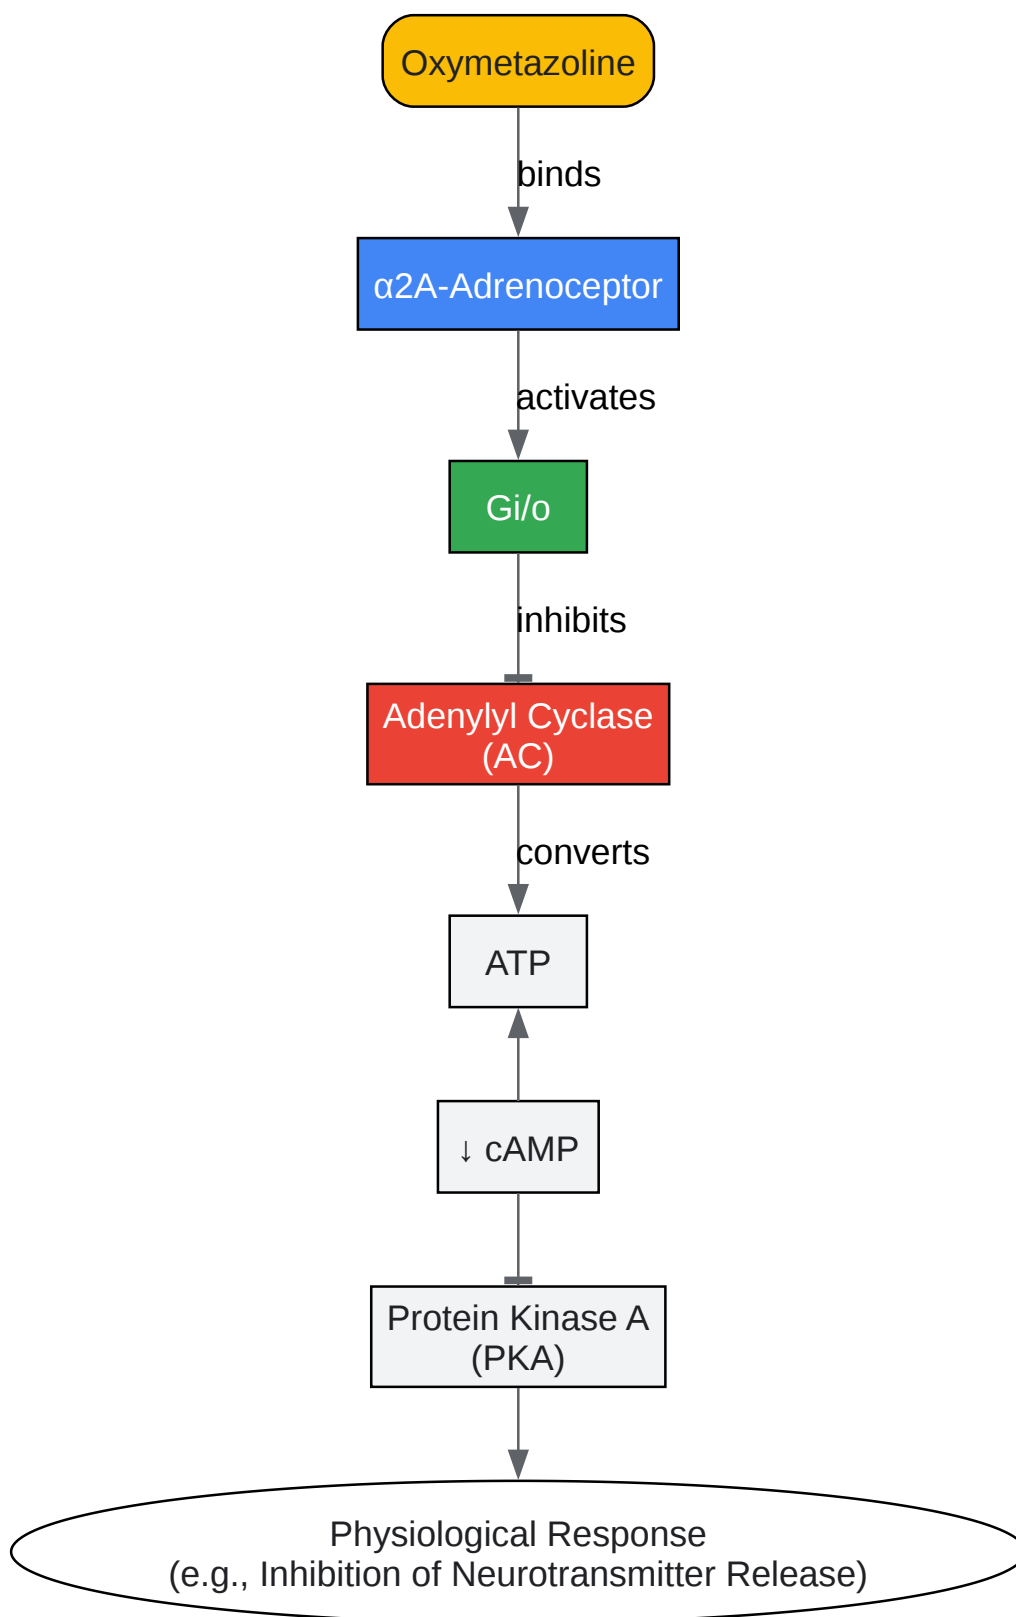 Oxymetazoline
binds
α2A-Adrenoceptor
activates
Gi/o
inhibits
Adenylyl Cyclase
(AC)
converts
ATP
↓ cAMP
Protein Kinase A
(PKA)
Physiological Response
(e.g., Inhibition of Neurotransmitter Release)